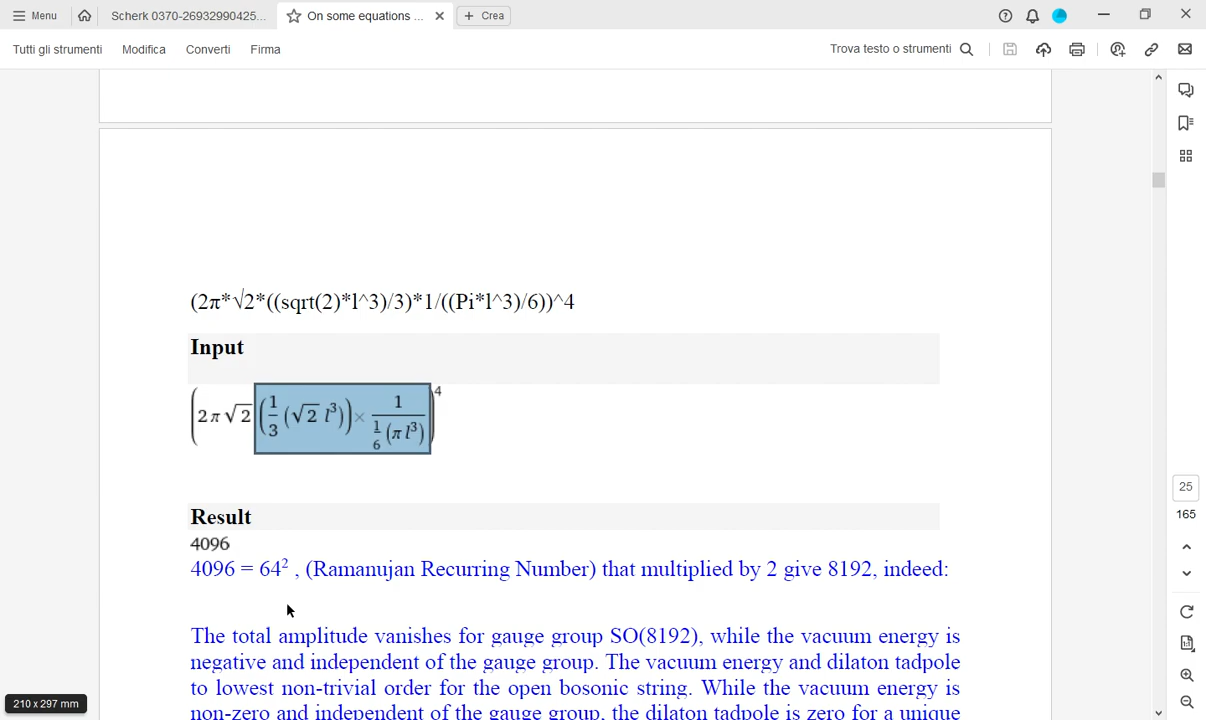 Menu
Scherk 0370-26932990425...
On some equations ...
Crea
Tutti gli strumenti
Modifica
Converti
Firma
Trova testo o strumenti
(2π*√2*((sqrt(2)*l^3)/3)*1/((Pi*l^3)/6))^4
Input
(2 π √2 (1/3 (√2 l³)) × 1/(1/6 (π l³)))⁴
Result
4096
4096 = 64² , (Ramanujan Recurring Number) that multiplied by 2 give 8192, indeed:
The total amplitude vanishes for gauge group SO(8192), while the vacuum energy is
negative and independent of the gauge group. The vacuum energy and dilaton tadpole
to lowest non-trivial order for the open bosonic string. While the vacuum energy is
non-zero and independent of the gauge group, the dilaton tadpole is zero for a unique
25
165
210 x 297 mm